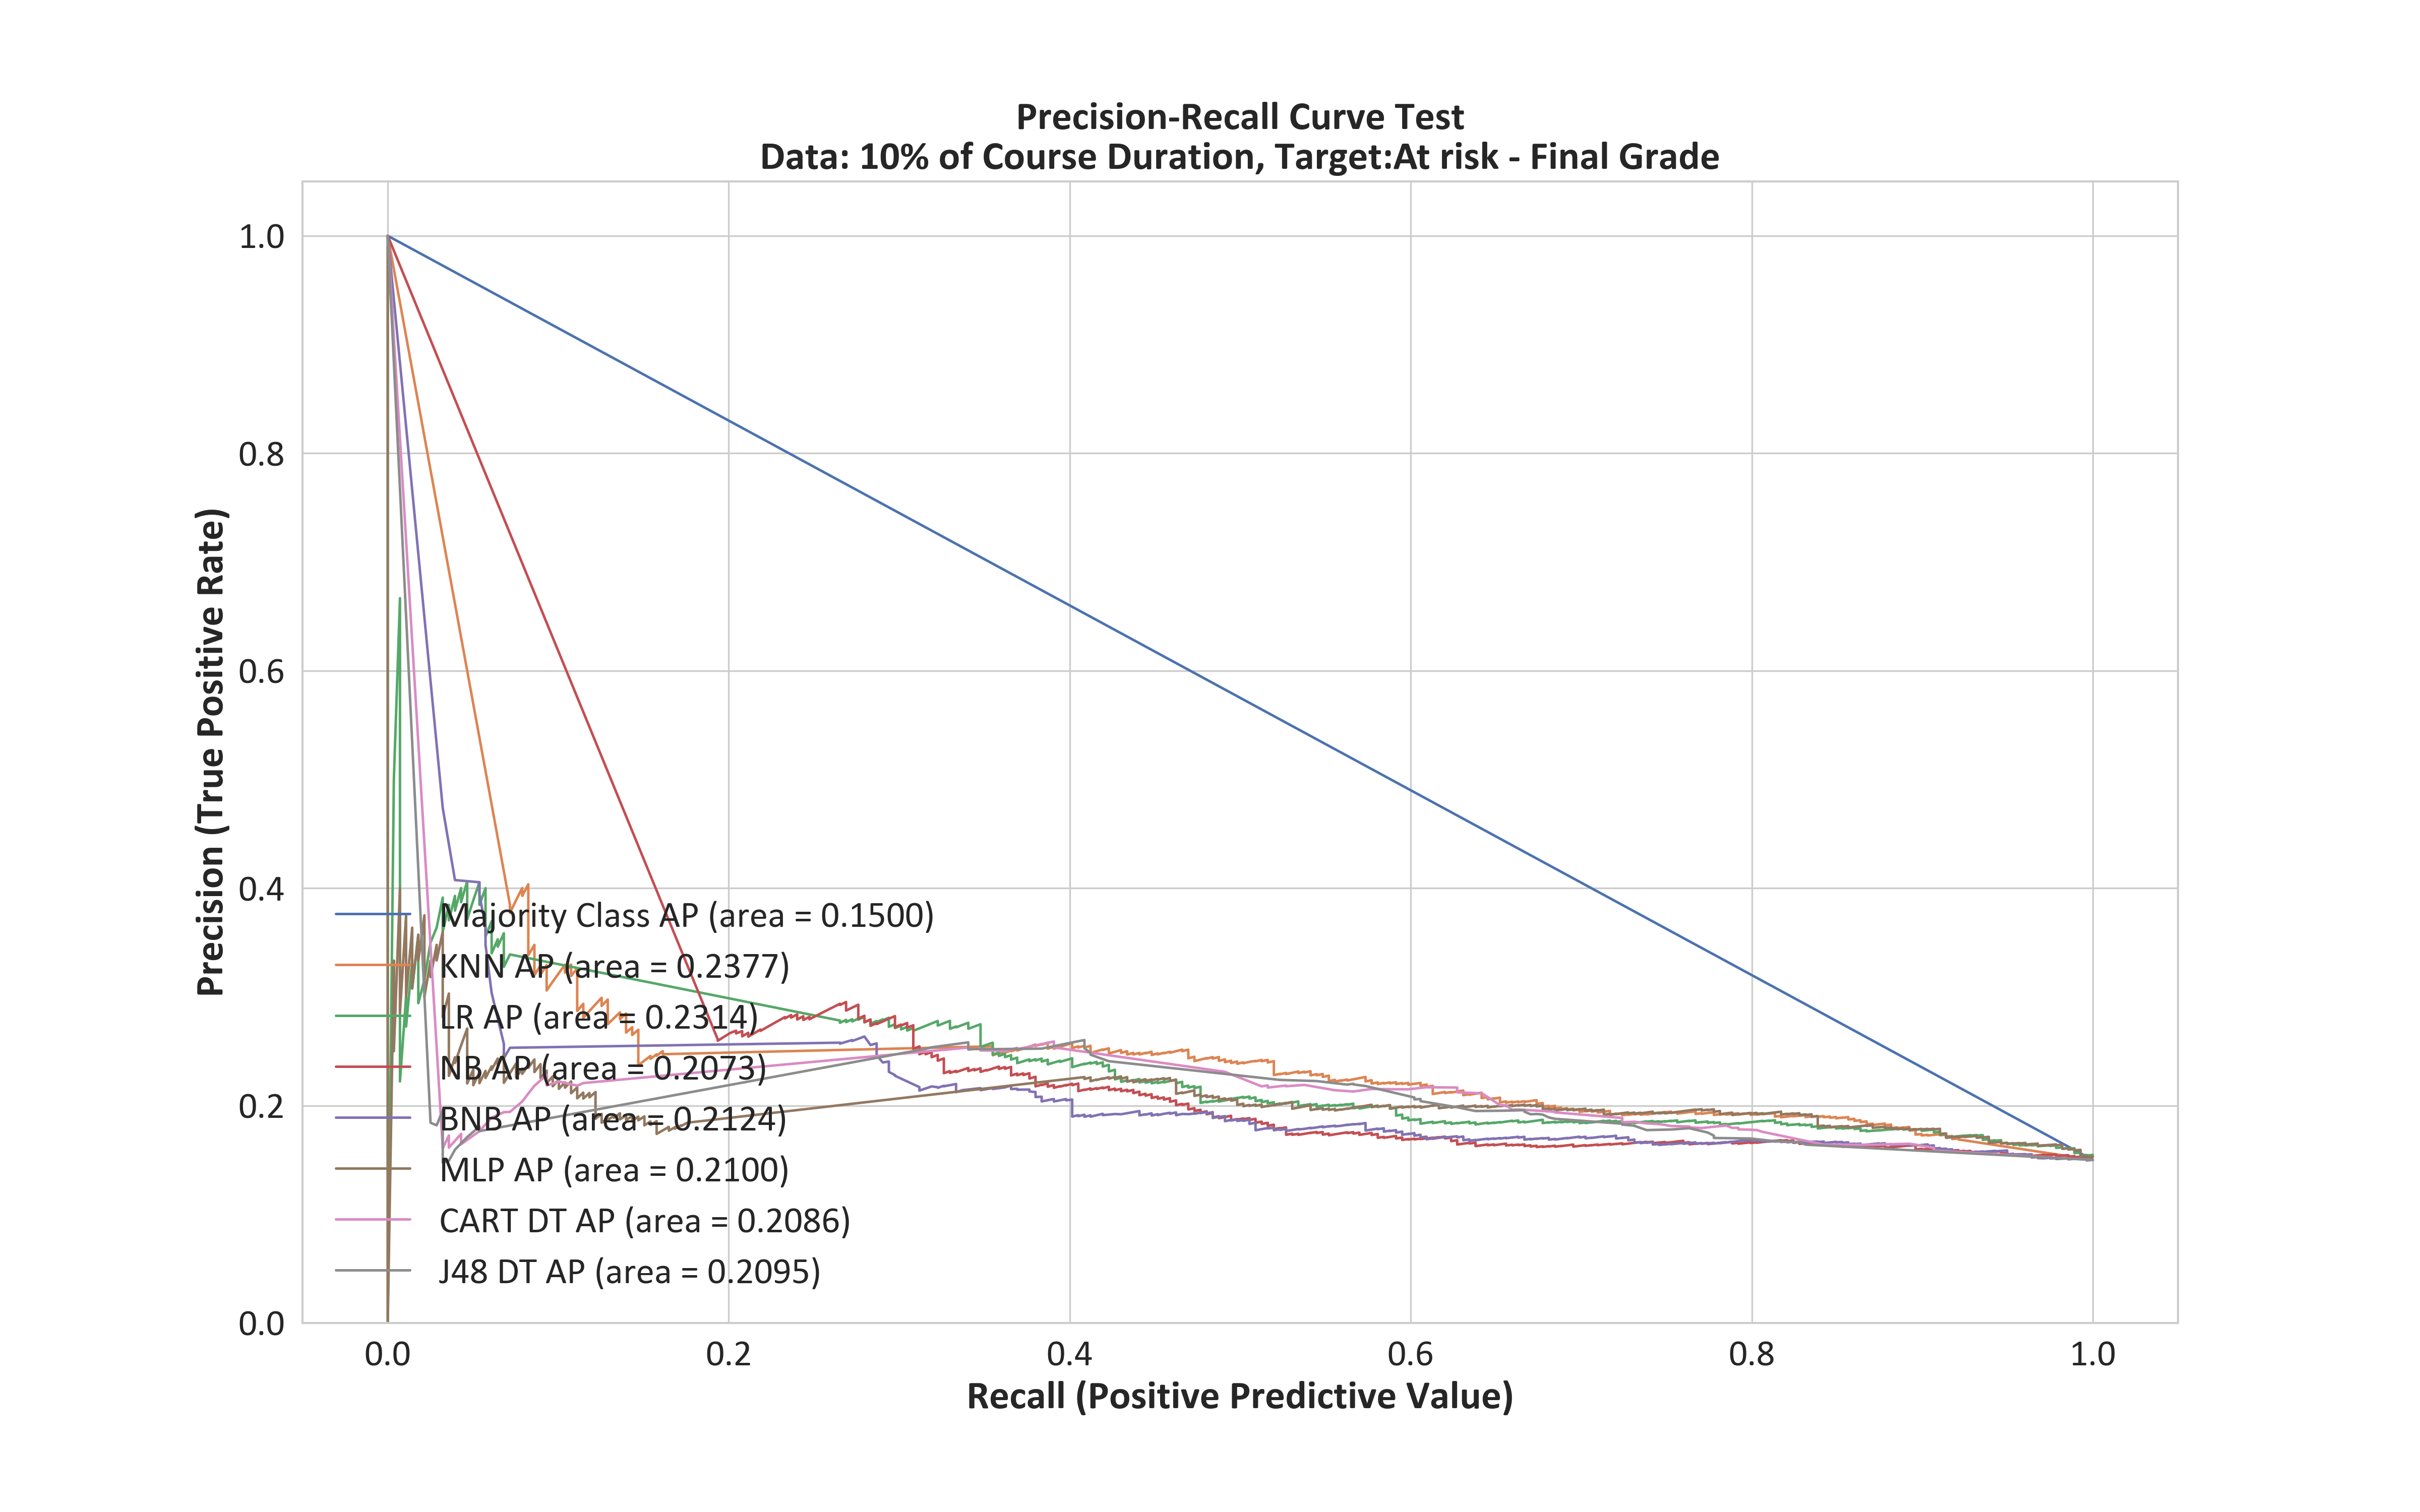 Precision-Recall Curve Test
Data: 10% of Course Duration, Target:At risk - Final Grade
Precision (True Positive Rate)
1.0
0.8
0.6
0.4
0.2
0.0
Majority Class AP (area = 0.1500)
KNN AP (area = 0.2377)
LR AP (area = 0.2314)
NB AP (area = 0.2073)
BNB AP (area = 0.2124)
MLP AP (area = 0.2100)
CART DT AP (area = 0.2086)
J48 DT AP (area = 0.2095)
0.0 0.2 0.4 0.6 0.8 1.0
Recall (Positive Predictive Value)